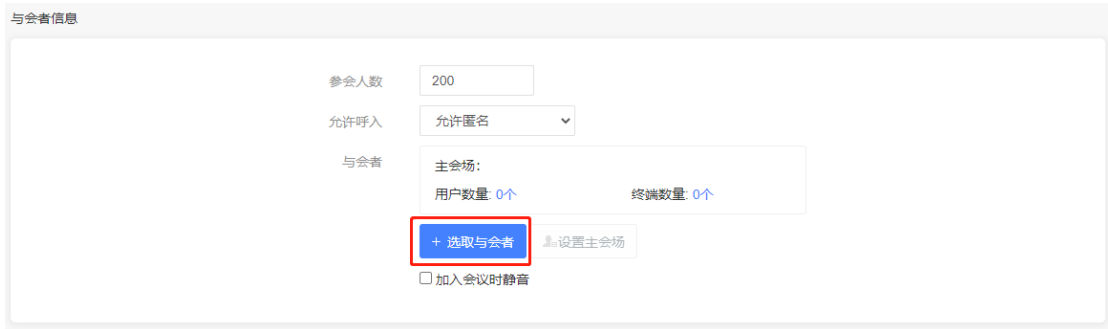 与会者信息
参会人数 200
允许呼入 允许匿名
与会者 主会场：
用户数量: 0个 终端数量: 0个
+ 选取与会者 设置主会场
加入会议时静音